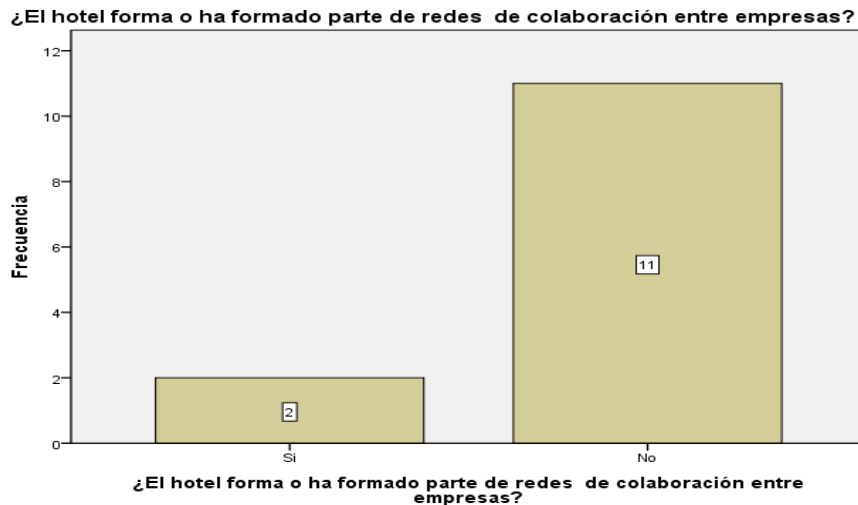 ¿El hotel forma o ha formado parte de redes de colaboración entre empresas?
12
10
8
6
4
2
0
Frecuencia
2
11
Si
No
¿El hotel forma o ha formado parte de redes de colaboración entre
empresas?